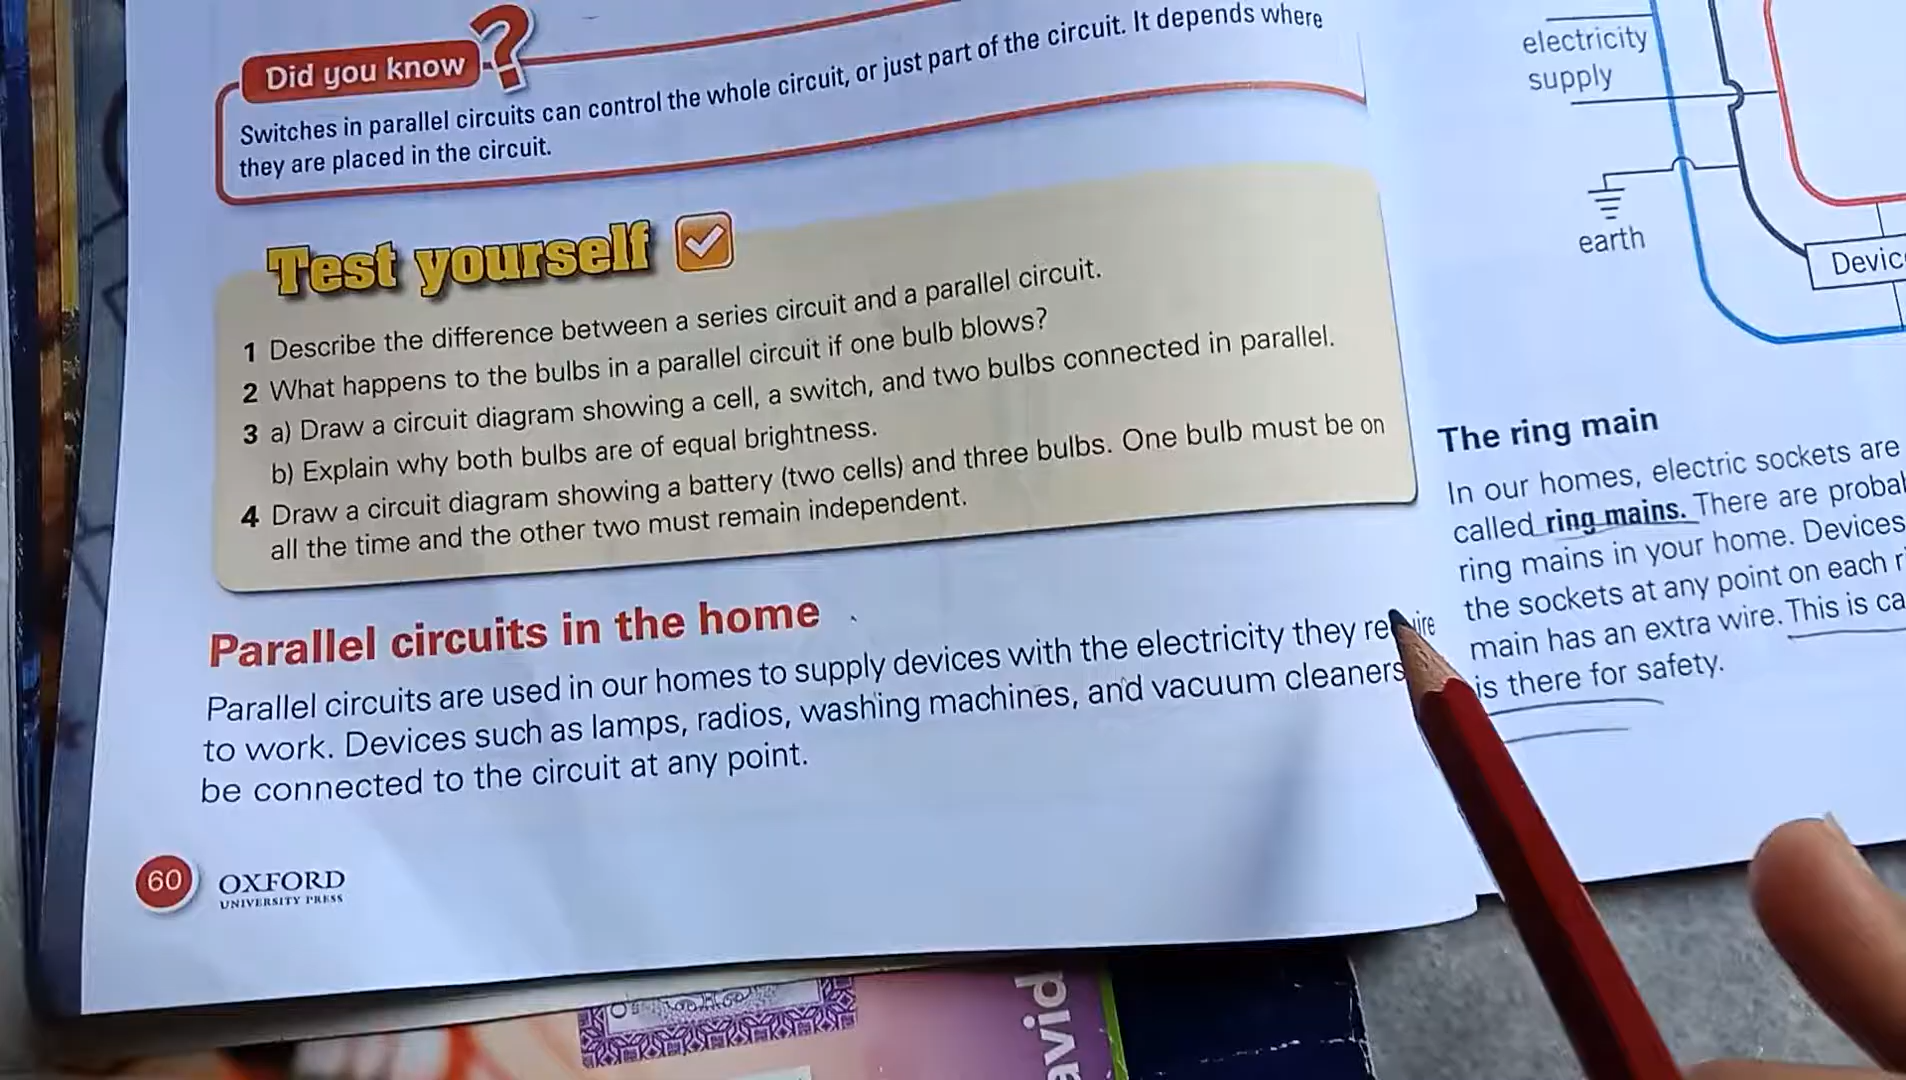 Did you know
Switches in parallel circuits can control the whole circuit, or just part of the circuit. It depends where
they are placed in the circuit.
Test yourself
1 Describe the difference between a series circuit and a parallel circuit.
2 What happens to the bulbs in a parallel circuit if one bulb blows?
3 a) Draw a circuit diagram showing a cell, a switch, and two bulbs connected in parallel.
b) Explain why both bulbs are of equal brightness.
4 Draw a circuit diagram showing a battery (two cells) and three bulbs. One bulb must be on
all the time and the other two must remain independent.
Parallel circuits in the home
Parallel circuits are used in our homes to supply devices with the electricity they
to work. Devices such as lamps, radios, washing machines, and vacuum cleaners
be connected to the circuit at any point.
60
OXFORD
UNIVERSITY PRESS
electricity
supply
earth
The ring main
In our homes, electric sockets are
called ring mains. There are
ring mains in your home. Devices
the sockets at any point on each
main has an extra wire. This is
is there for safety.